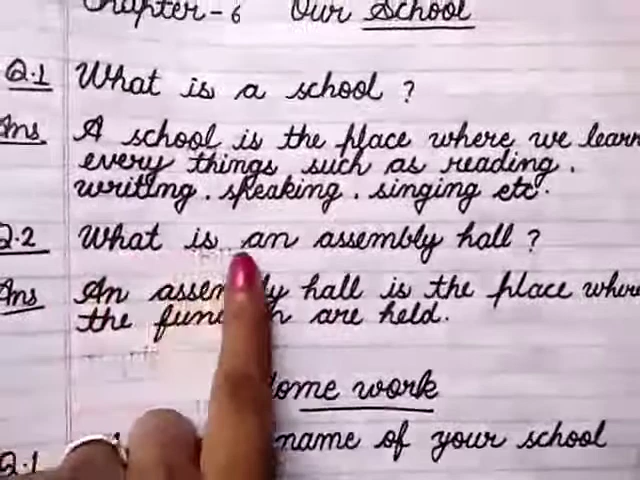 Chapter-6 Our School
Q.1 What is a school ?
Ans A school is the place where we learn
every things such as reading.
writing. speaking. singing etc.
Q.2 What is an assembly hall ?
Ans An hall is the place where
the are held.
Home work
Q.1 name of your school